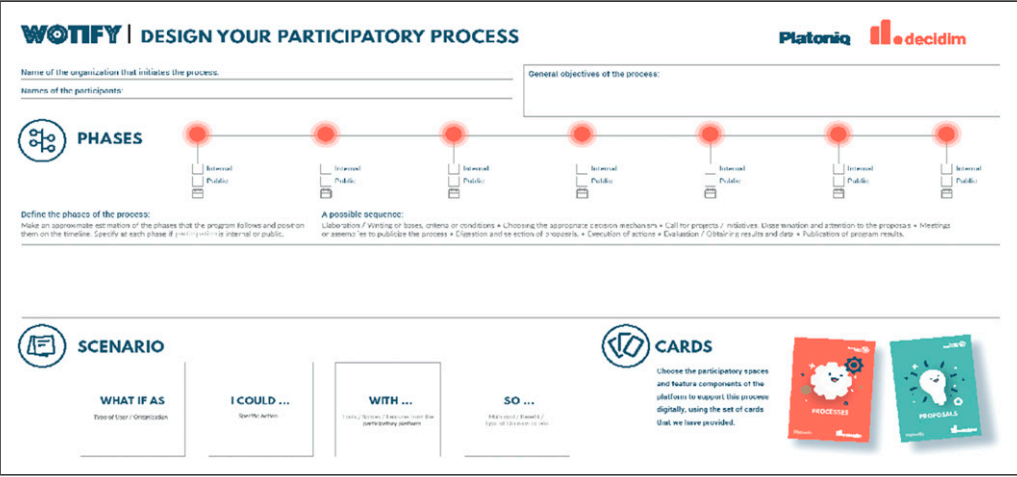 WOTIFY | DESIGN YOUR PARTICIPATORY PROCESS
Platoniq
decidim
Name of the organization that initiates the process:
Names of the participants:
General objectives of the process:
PHASES
Internal
Public
Internal
Public
Internal
Public
Internal
Public
Internal
Public
Internal
Public
Internal
Public
Define the phases of the process:
Make an approximate estimation of the phases that the program follows and position
them on the timeline. Specify at each phase if participation is internal or public.
A possible sequence:
Elaboration / Writing of bases, criteria or conditions • Choosing the appropriate decision mechanism • Call for projects / initiatives. Dissemination and attention to the proposals • Meetings
or assemblies to publicize the process • Digestion and selection of proposals. • Execution of actions • Evaluation / Obtaining results and data • Publication of program results.
SCENARIO
WHAT IF AS
Type of User / Organization
I COULD ...
Specific Action
WITH ...
participatory platform
SO ...
CARDS
Choose the participatory spaces
and feature components of the
platform to support this process
digitally, using the set of cards
that we have provided.
PROCESSES
PROPOSALS